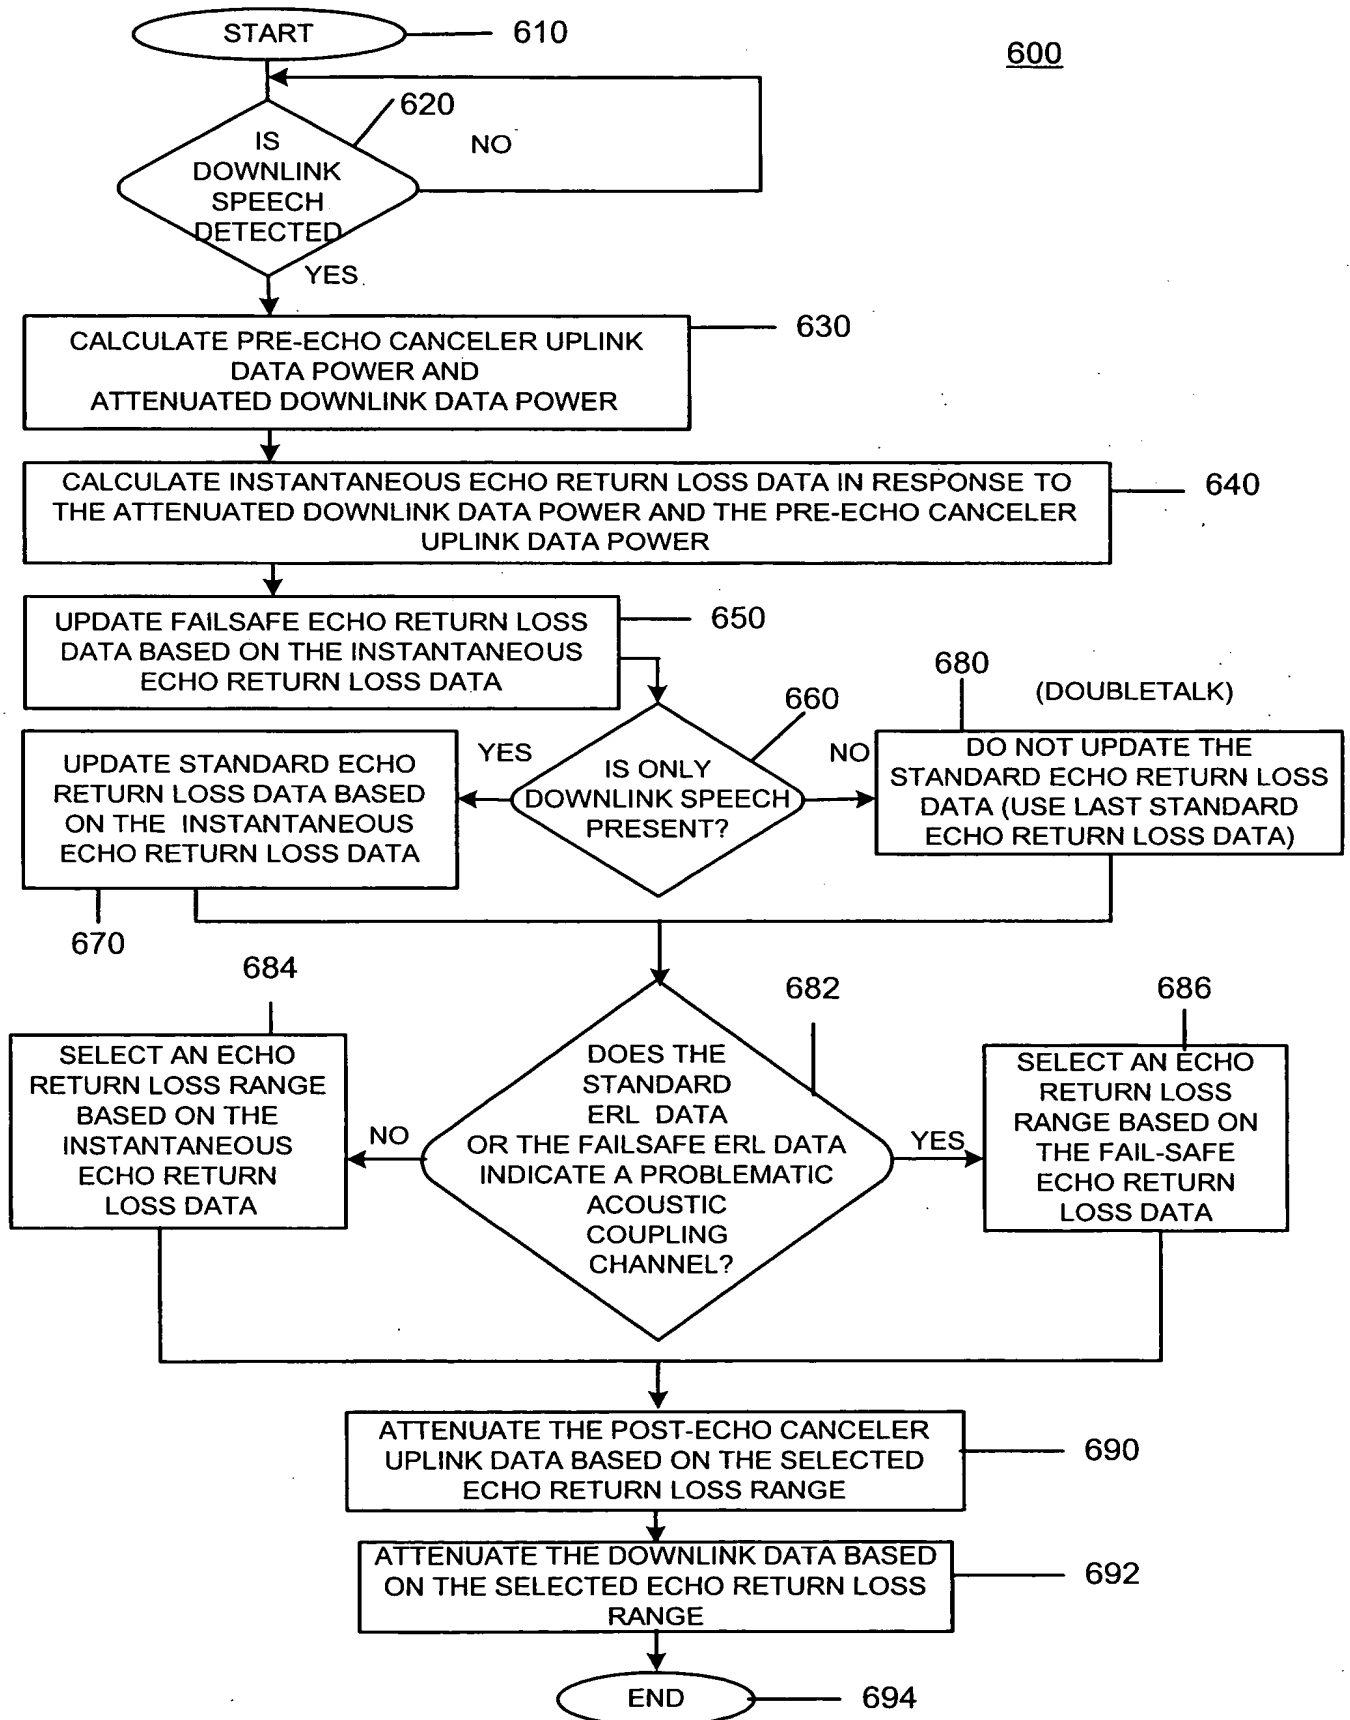 START
610
600
620
IS
DOWNLINK
SPEECH
DETECTED
NO
YES
CALCULATE PRE-ECHO CANCELER UPLINK
DATA POWER AND
ATTENUATED DOWNLINK DATA POWER
630
CALCULATE INSTANTANEOUS ECHO RETURN LOSS DATA IN RESPONSE TO
THE ATTENUATED DOWNLINK DATA POWER AND THE PRE-ECHO CANCELER
UPLINK DATA POWER
640
UPDATE FAILSAFE ECHO RETURN LOSS
DATA BASED ON THE INSTANTANEOUS
ECHO RETURN LOSS DATA
650
660
680
(DOUBLETALK)
UPDATE STANDARD ECHO
RETURN LOSS DATA BASED
ON THE INSTANTANEOUS
ECHO RETURN LOSS DATA
670
YES
IS ONLY
DOWNLINK SPEECH
PRESENT?
NO
DO NOT UPDATE THE
STANDARD ECHO RETURN LOSS
DATA (USE LAST STANDARD
ECHO RETURN LOSS DATA)
684
682
686
SELECT AN ECHO
RETURN LOSS RANGE
BASED ON THE
INSTANTANEOUS
ECHO RETURN
LOSS DATA
NO
DOES THE
STANDARD
ERL DATA
OR THE FAILSAFE ERL DATA
INDICATE A PROBLEMATIC
ACOUSTIC
COUPLING
CHANNEL?
YES
SELECT AN ECHO
RETURN LOSS
RANGE BASED ON
THE FAIL-SAFE
ECHO RETURN
LOSS DATA
ATTENUATE THE POST-ECHO CANCELER
UPLINK DATA BASED ON THE SELECTED
ECHO RETURN LOSS RANGE
690
ATTENUATE THE DOWNLINK DATA BASED
ON THE SELECTED ECHO RETURN LOSS
RANGE
692
END
694